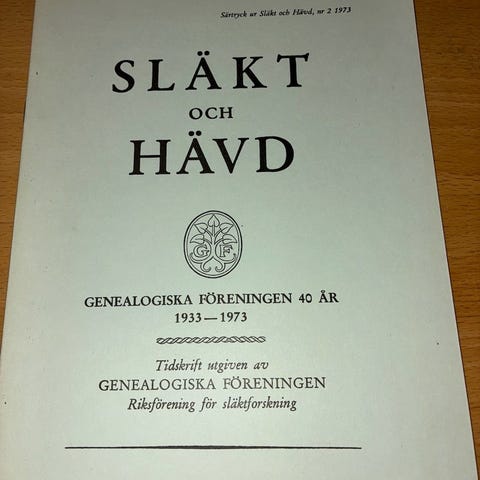 Särtryck ur Släkt och Hävd, nr 2 1973
SLÄKT
OCH
HÄVD
G F
GENEALOGISKA FÖRENINGEN 40 ÅR
1933—1973
Tidskrift utgiven av
GENEALOGISKA FÖRENINGEN
Riksförening för släktforskning